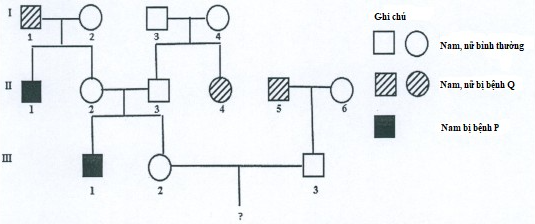 Ghi chú
I
1
2
3
4
Nam, nữ bình thường
II
1
2
3
4
5
6
Nam, nữ bị bệnh Q
Nam bị bệnh P
III
1
2
3
?